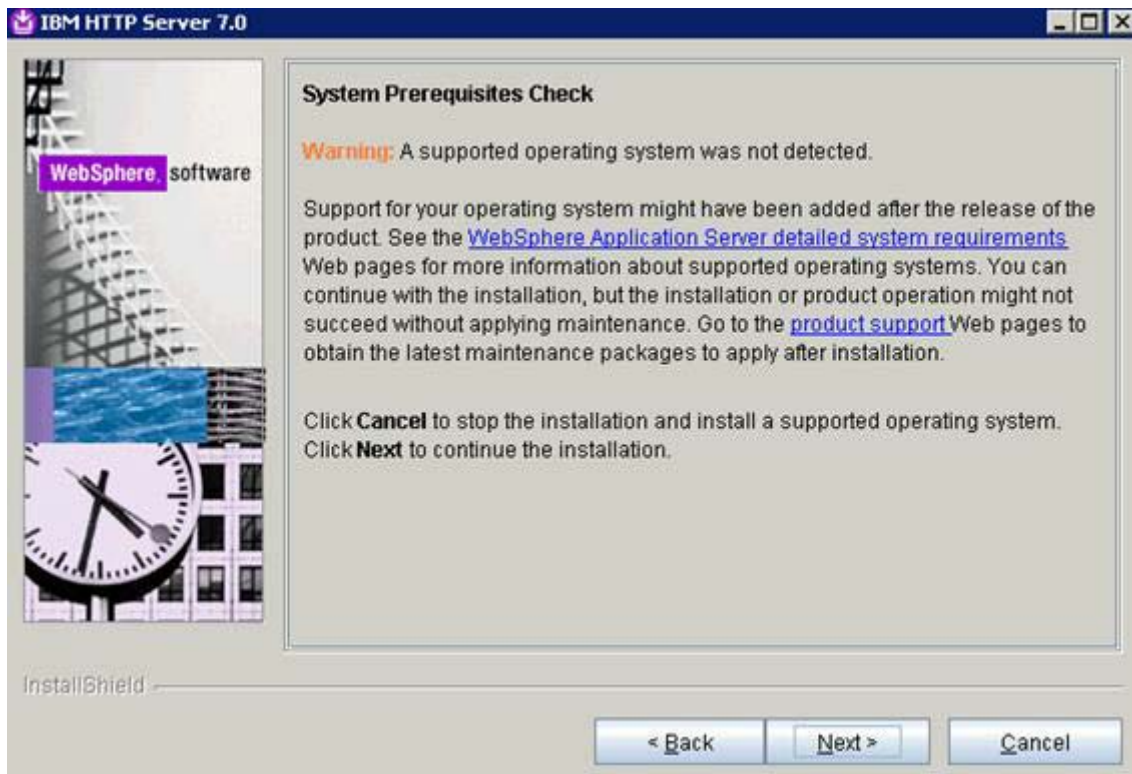 IBM HTTP Server 7.0
WebSphere. software
System Prerequisites Check
Warning: A supported operating system was not detected.
Support for your operating system might have been added after the release of the
product. See the WebSphere Application Server detailed system requirements
Web pages for more information about supported operating systems. You can
continue with the installation, but the installation or product operation might not
succeed without applying maintenance. Go to the product support Web pages to
obtain the latest maintenance packages to apply after installation.
Click Cancel to stop the installation and install a supported operating system.
Click Next to continue the installation.
InstallShield
< Back
Next >
Cancel